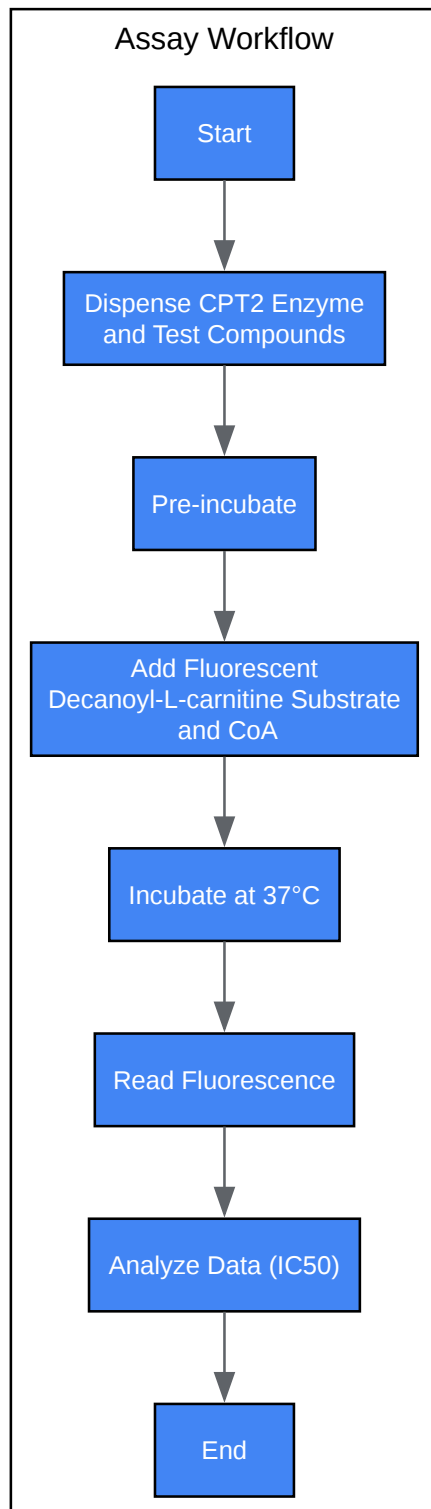 Assay Workflow
Start
Dispense CPT2 Enzyme
and Test Compounds
Pre-incubate
Add Fluorescent
Decanoyl-L-carnitine Substrate
and CoA
Incubate at 37°C
Read Fluorescence
Analyze Data (IC50)
End